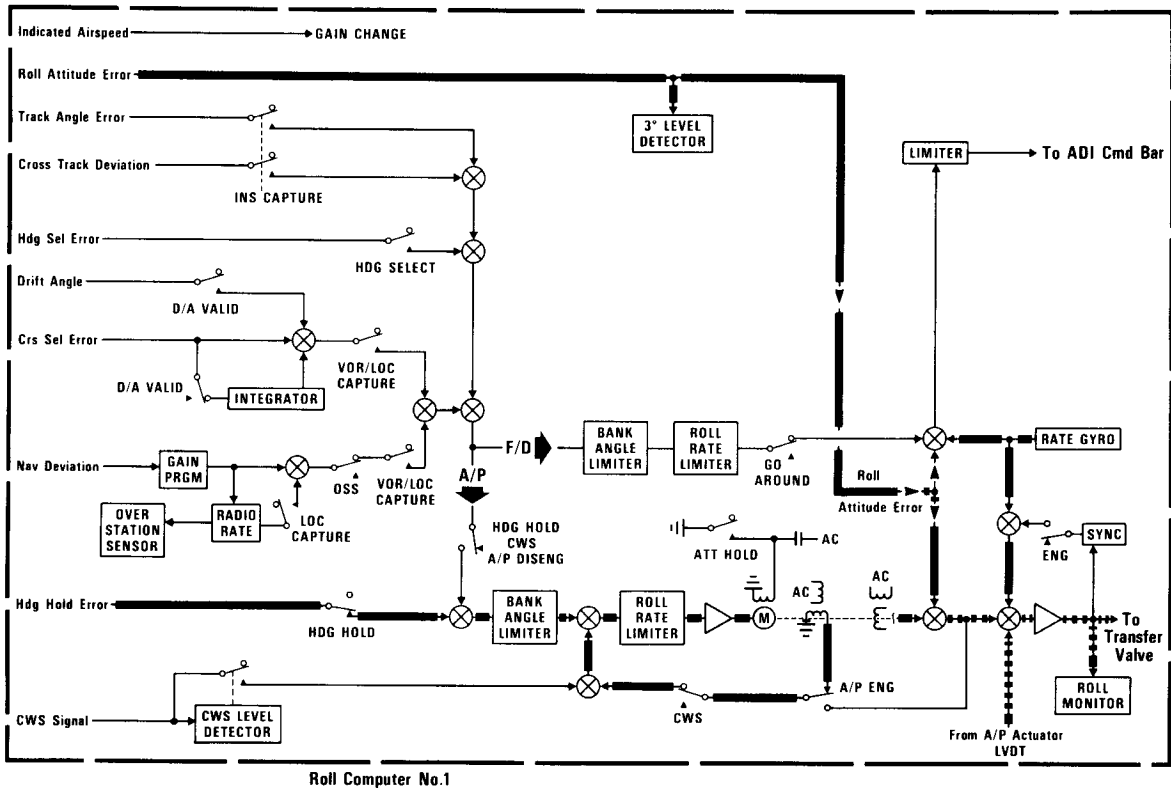 Indicated Airspeed
GAIN CHANGE
Roll Attitude Error
Track Angle Error
3° LEVEL
DETECTOR
LIMITER
To ADI Cmd Bar
Cross Track Deviation
INS CAPTURE
Hdg Sel Error
HDG SELECT
Drift Angle
D/A VALID
Crs Sel Error
VOR/LOC
CAPTURE
D/A VALID
INTEGRATOR
F/D
BANK
ANGLE
LIMITER
ROLL
RATE
LIMITER
GO
AROUND
RATE GYRO
Nav Deviation
GAIN
PRGM
OSS
VOR/LOC
CAPTURE
A/P
Roll
Attitude Error
OVER
STATION
SENSOR
RADIO
RATE
LOC
CAPTURE
HDG HOLD
CWS
A/P DISENG
ATT HOLD
AC
ENG
SYNC
AC
AC
Hdg Hold Error
HDG HOLD
BANK
ANGLE
LIMITER
ROLL
RATE
LIMITER
M
To
Transfer
Valve
A/P ENG
CWS
ROLL
MONITOR
CWS Signal
CWS LEVEL
DETECTOR
From A/P Actuator
LVDT
Roll Computer No.1